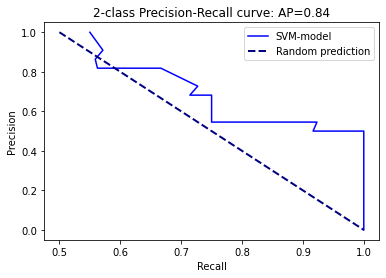 2-class Precision-Recall curve: AP=0.84
SVM-model
Random prediction
Precision
1.0
0.8
0.6
0.4
0.2
0.0
0.5
0.6
0.7
0.8
0.9
1.0
Recall